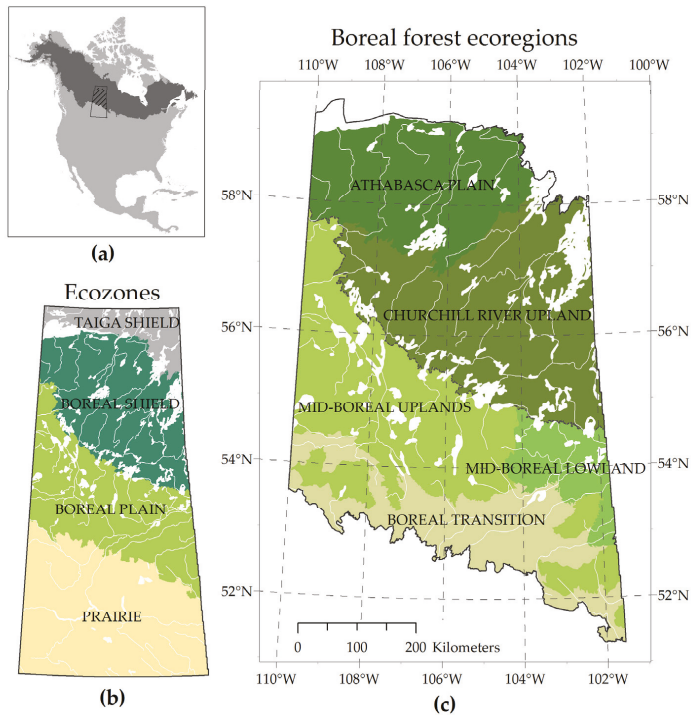 Boreal forest ecoregions
110°W 108°W 106°W 104°W 102°W 100°W
(a)
Ecozones
TAIGA SHIELD
BOREAL SHIELD
BOREAL PLAIN
PRAIRIE
(b)
58°N 58°N
56°N 56°N
54°N 54°N
52°N 52°N
ATHABASCA PLAIN
CHURCHILL RIVER UPLAND
MID-BOREAL UPLANDS
MID-BOREAL LOWLAND
BOREAL TRANSITION
0 100 200 Kilometers
110°W 108°W 106°W 104°W 102°W
(c)